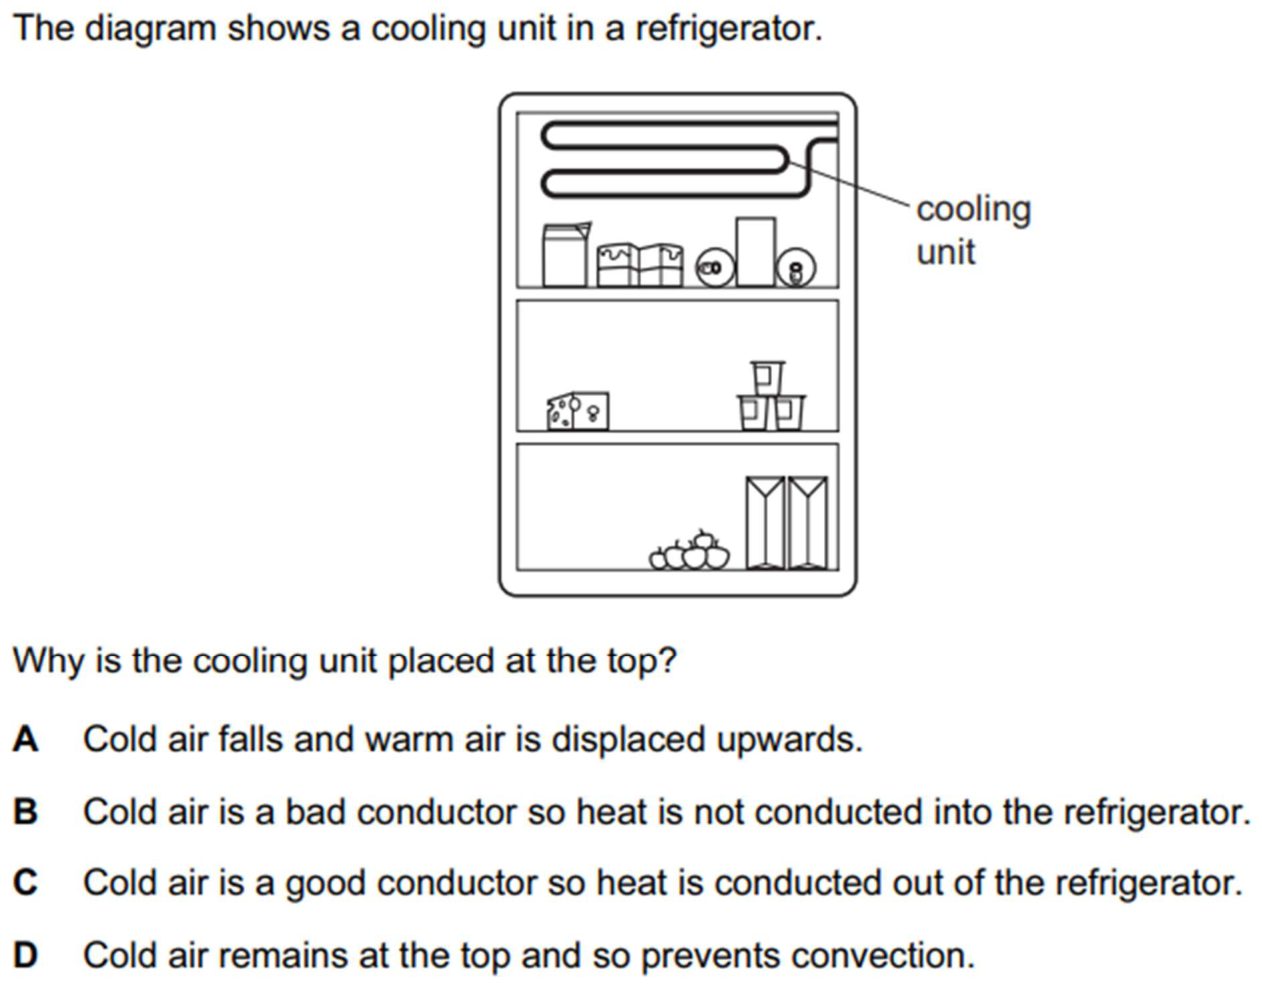 The diagram shows a cooling unit in a refrigerator.
cooling
unit
Why is the cooling unit placed at the top?
A Cold air falls and warm air is displaced upwards.
B Cold air is a bad conductor so heat is not conducted into the refrigerator.
C Cold air is a good conductor so heat is conducted out of the refrigerator.
D Cold air remains at the top and so prevents convection.